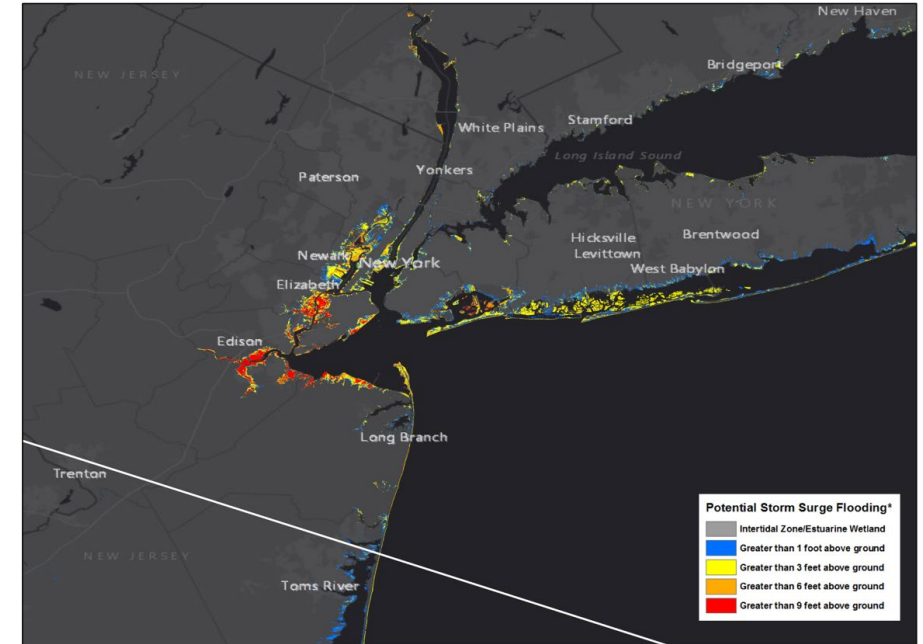 New Haven
NEW JERSEY
Bridgeport
White Plains
Stamford
Long Island Sound
Yonkers
Paterson
NEW YORK
Hicksville
Brentwood
Levittown
Newark
New York
West Babylon
Elizabeth
Edison
Long Branch
Trenton
NEW JERSEY
Toms River
Potential Storm Surge Flooding*
Intertidal Zone/Estuarine Wetland
Greater than 1 foot above ground
Greater than 3 feet above ground
Greater than 6 feet above ground
Greater than 9 feet above ground